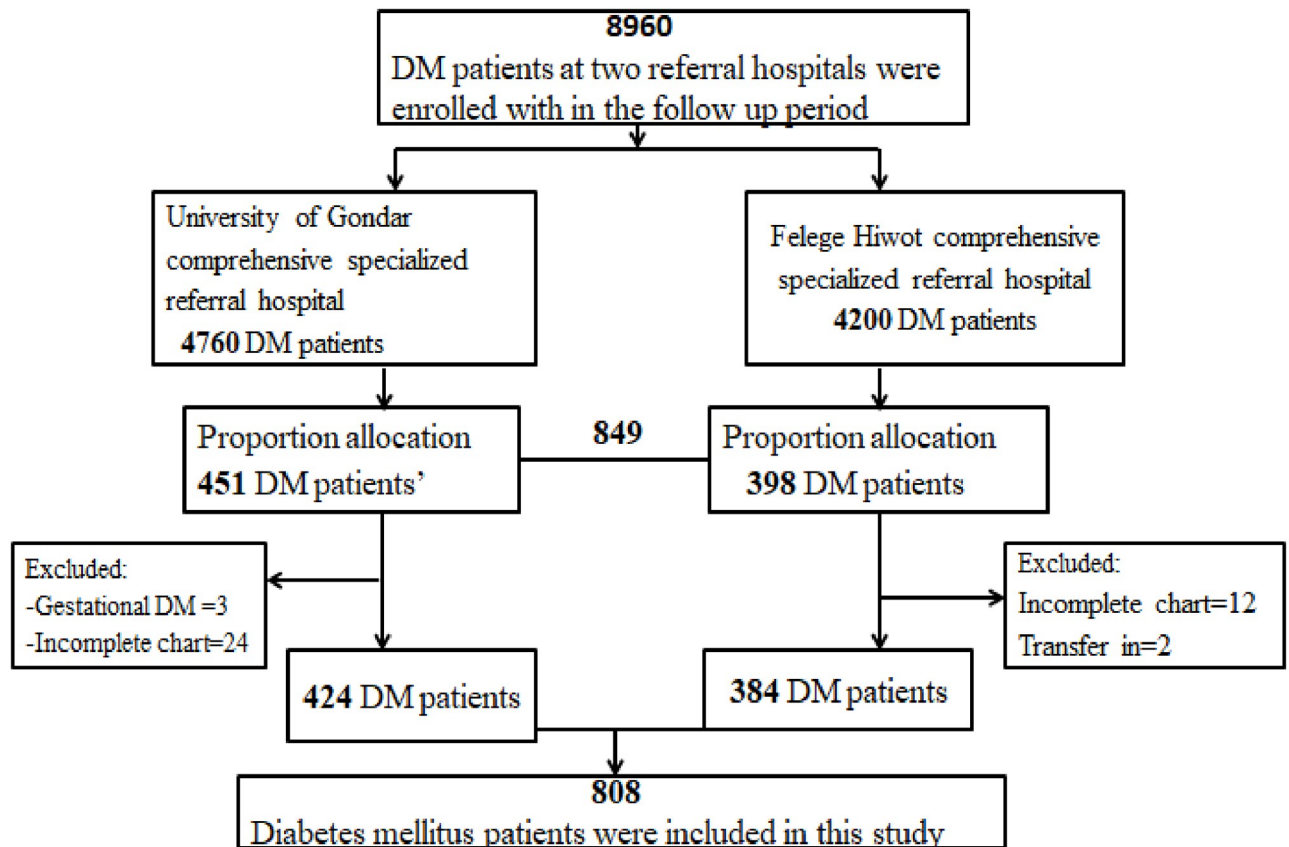 8960
DM patients at two referral hospitals were
enrolled with in the follow up period
University of Gondar
comprehensive specialized
referral hospital
4760 DM patients
Felege Hiwot comprehensive
specialized referral hospital
4200 DM patients
Proportion allocation
451 DM patients’
849
Proportion allocation
398 DM patients
Excluded:
-Gestational DM =3
-Incomplete chart=24
Excluded:
Incomplete chart=12
Transfer in=2
424 DM patients
384 DM patients
808
Diabetes mellitus patients were included in this study